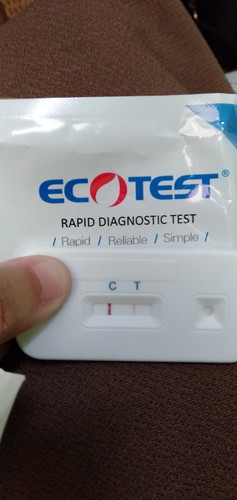 ECOTEST®
RAPID DIAGNOSTIC TEST
/ Rapid / Reliable / Simple /
C T